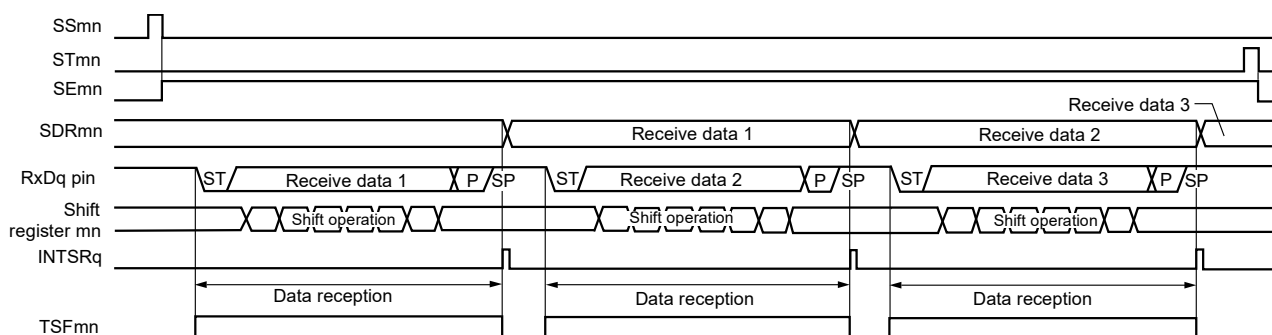 SSmn
STmn
SEmn
Receive data 3
SDRmn Receive data 1 Receive data 2
RxDq pin ST Receive data 1 P SP ST Receive data 2 P SP ST Receive data 3 P SP
Shift
register mn Shift operation Shift operation Shift operation
INTSRq
Data reception Data reception Data reception
TSFmn